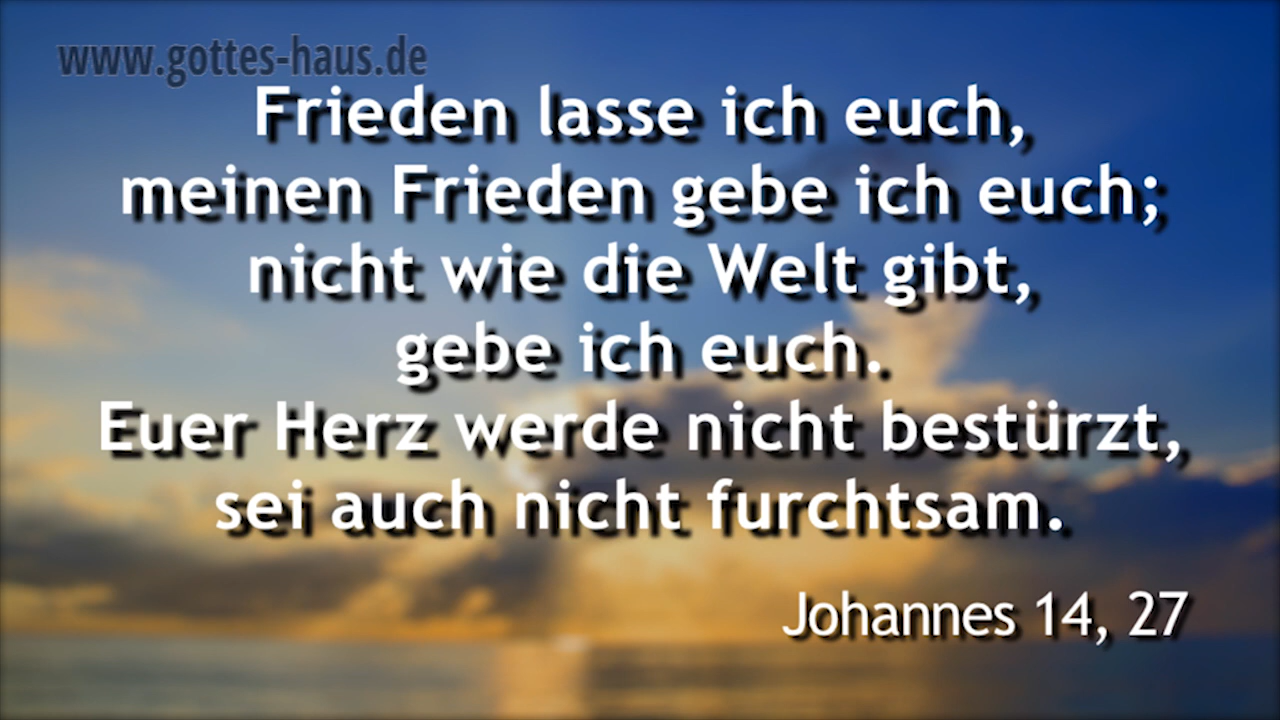 www.gottes-haus.de
Frieden lasse ich euch,
meinen Frieden gebe ich euch;
nicht wie die Welt gibt,
gebe ich euch.
Euer Herz werde nicht bestürzt,
sei auch nicht furchtsam.
Johannes 14, 27